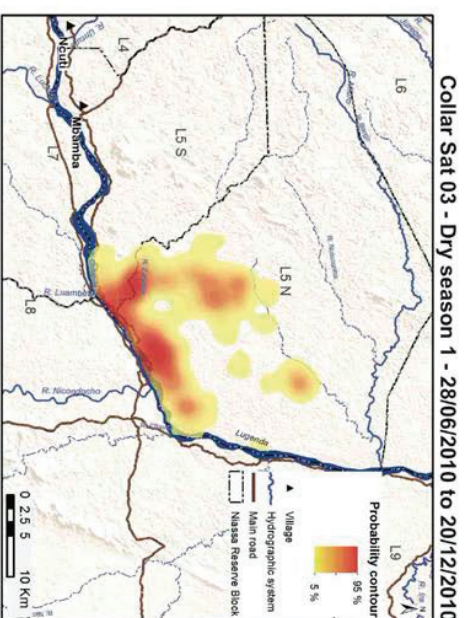 Collar Sat 03 - Dry season 1 - 28/06/2010 to 20/12/2010
L4
L6
L5 S
Ncuti
Mbamba
L7
L5 N
R. Luambeze
L8
R. Nicondocho
Lugenda
L9
Probability contour
95 %
5 %
Village
Hydrographic system
Main road
Niassa Reserve Block
0 2.5 5 10 Km